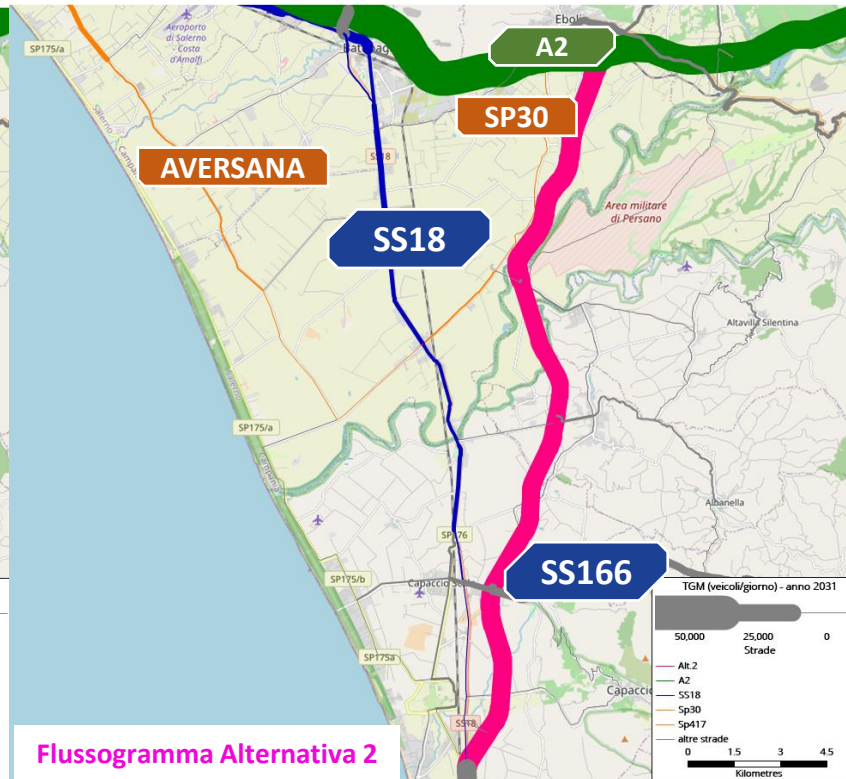 Aeroporto
di Salerno
Costa
d'Amalfi
SP175/a
Eboli
A2
SP30
AVERSANA
SS18
Area militare
di Persano
Altavilla Silentina
SP175/a
Albanella
SS166
SP175/b
SP175a
SS18
Flussogramma Alternativa 2
TGM (veicoli/giorno) - anno 2031
50,000 25,000 0
Strade
Alt.2
A2
SS18
Sp30
Sp417
altre strade
0 1.5 3 4.5
Kilometres